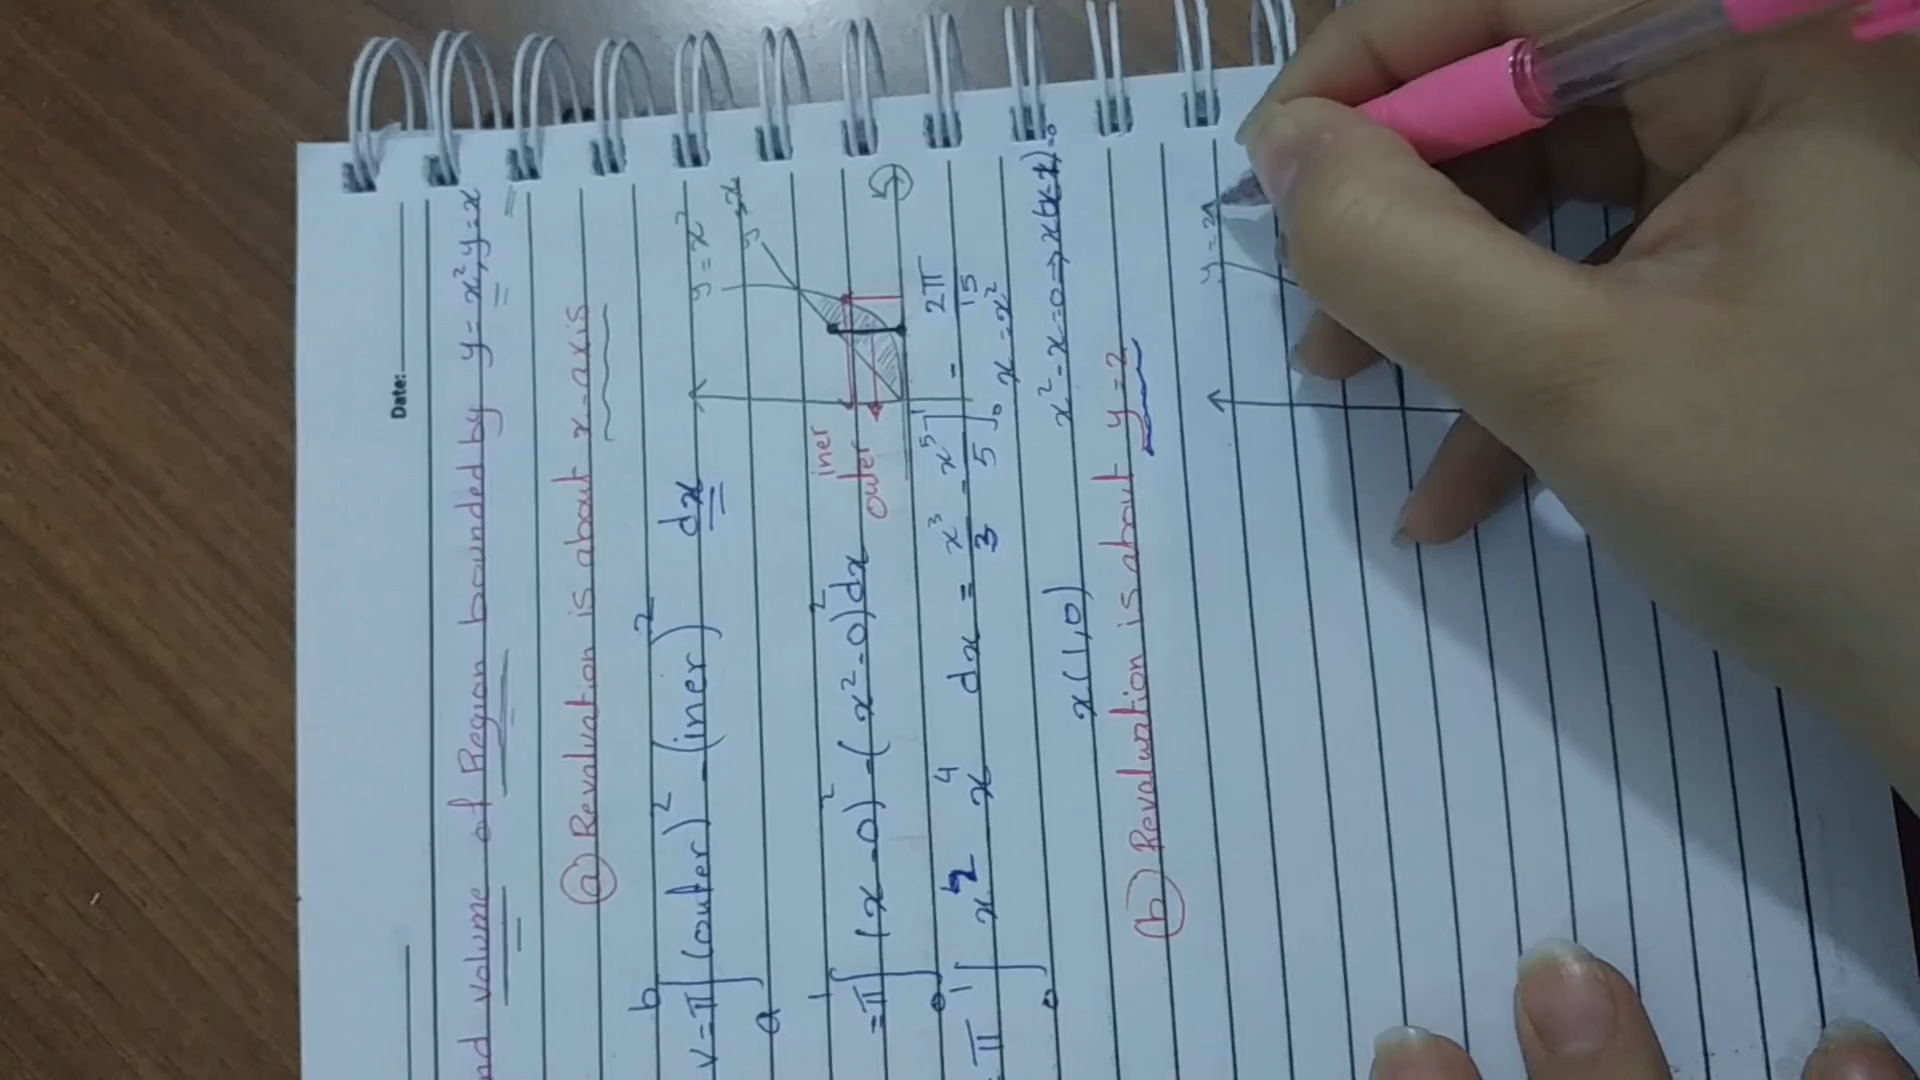 Date:
nd volume of Region bounded by y = x², y = x
(a) Revaluation is about x-axis
V = π ∫ₐᵇ (outer)² - (iner)² dx
y = x²
y = x
iner
outer
= π ∫₀¹ (x - 0)² - (x² - 0)² dx
= π ∫₀¹ x² x⁴ dx = x³/3 - x⁵/5 ]₀¹ = 2π/15
x = x²
x² - x = 0 ⇒ x(x-1) = 0
x(1,0)
(b) Revaluation is about y = 2
y = 2